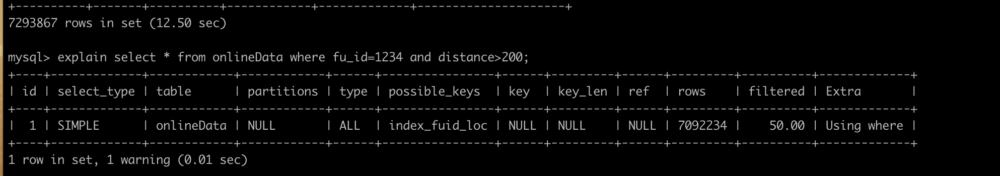 +----------+-------+----------+------------+-------------+---------------------+
7293867 rows in set (12.50 sec)
mysql> explain select * from onlineData where fu_id=1234 and distance>200;
+----+-------------+------------+------------+------+----------------+------+---------+------+---------+----------+-------------+
| id | select_type | table      | partitions | type | possible_keys  | key  | key_len | ref  | rows    | filtered | Extra       |
+----+-------------+------------+------------+------+----------------+------+---------+------+---------+----------+-------------+
|  1 | SIMPLE      | onlineData | NULL       | ALL  | index_fuid_loc | NULL | NULL    | NULL | 7092234 |    50.00 | Using where |
+----+-------------+------------+------------+------+----------------+------+---------+------+---------+----------+-------------+
1 row in set, 1 warning (0.01 sec)